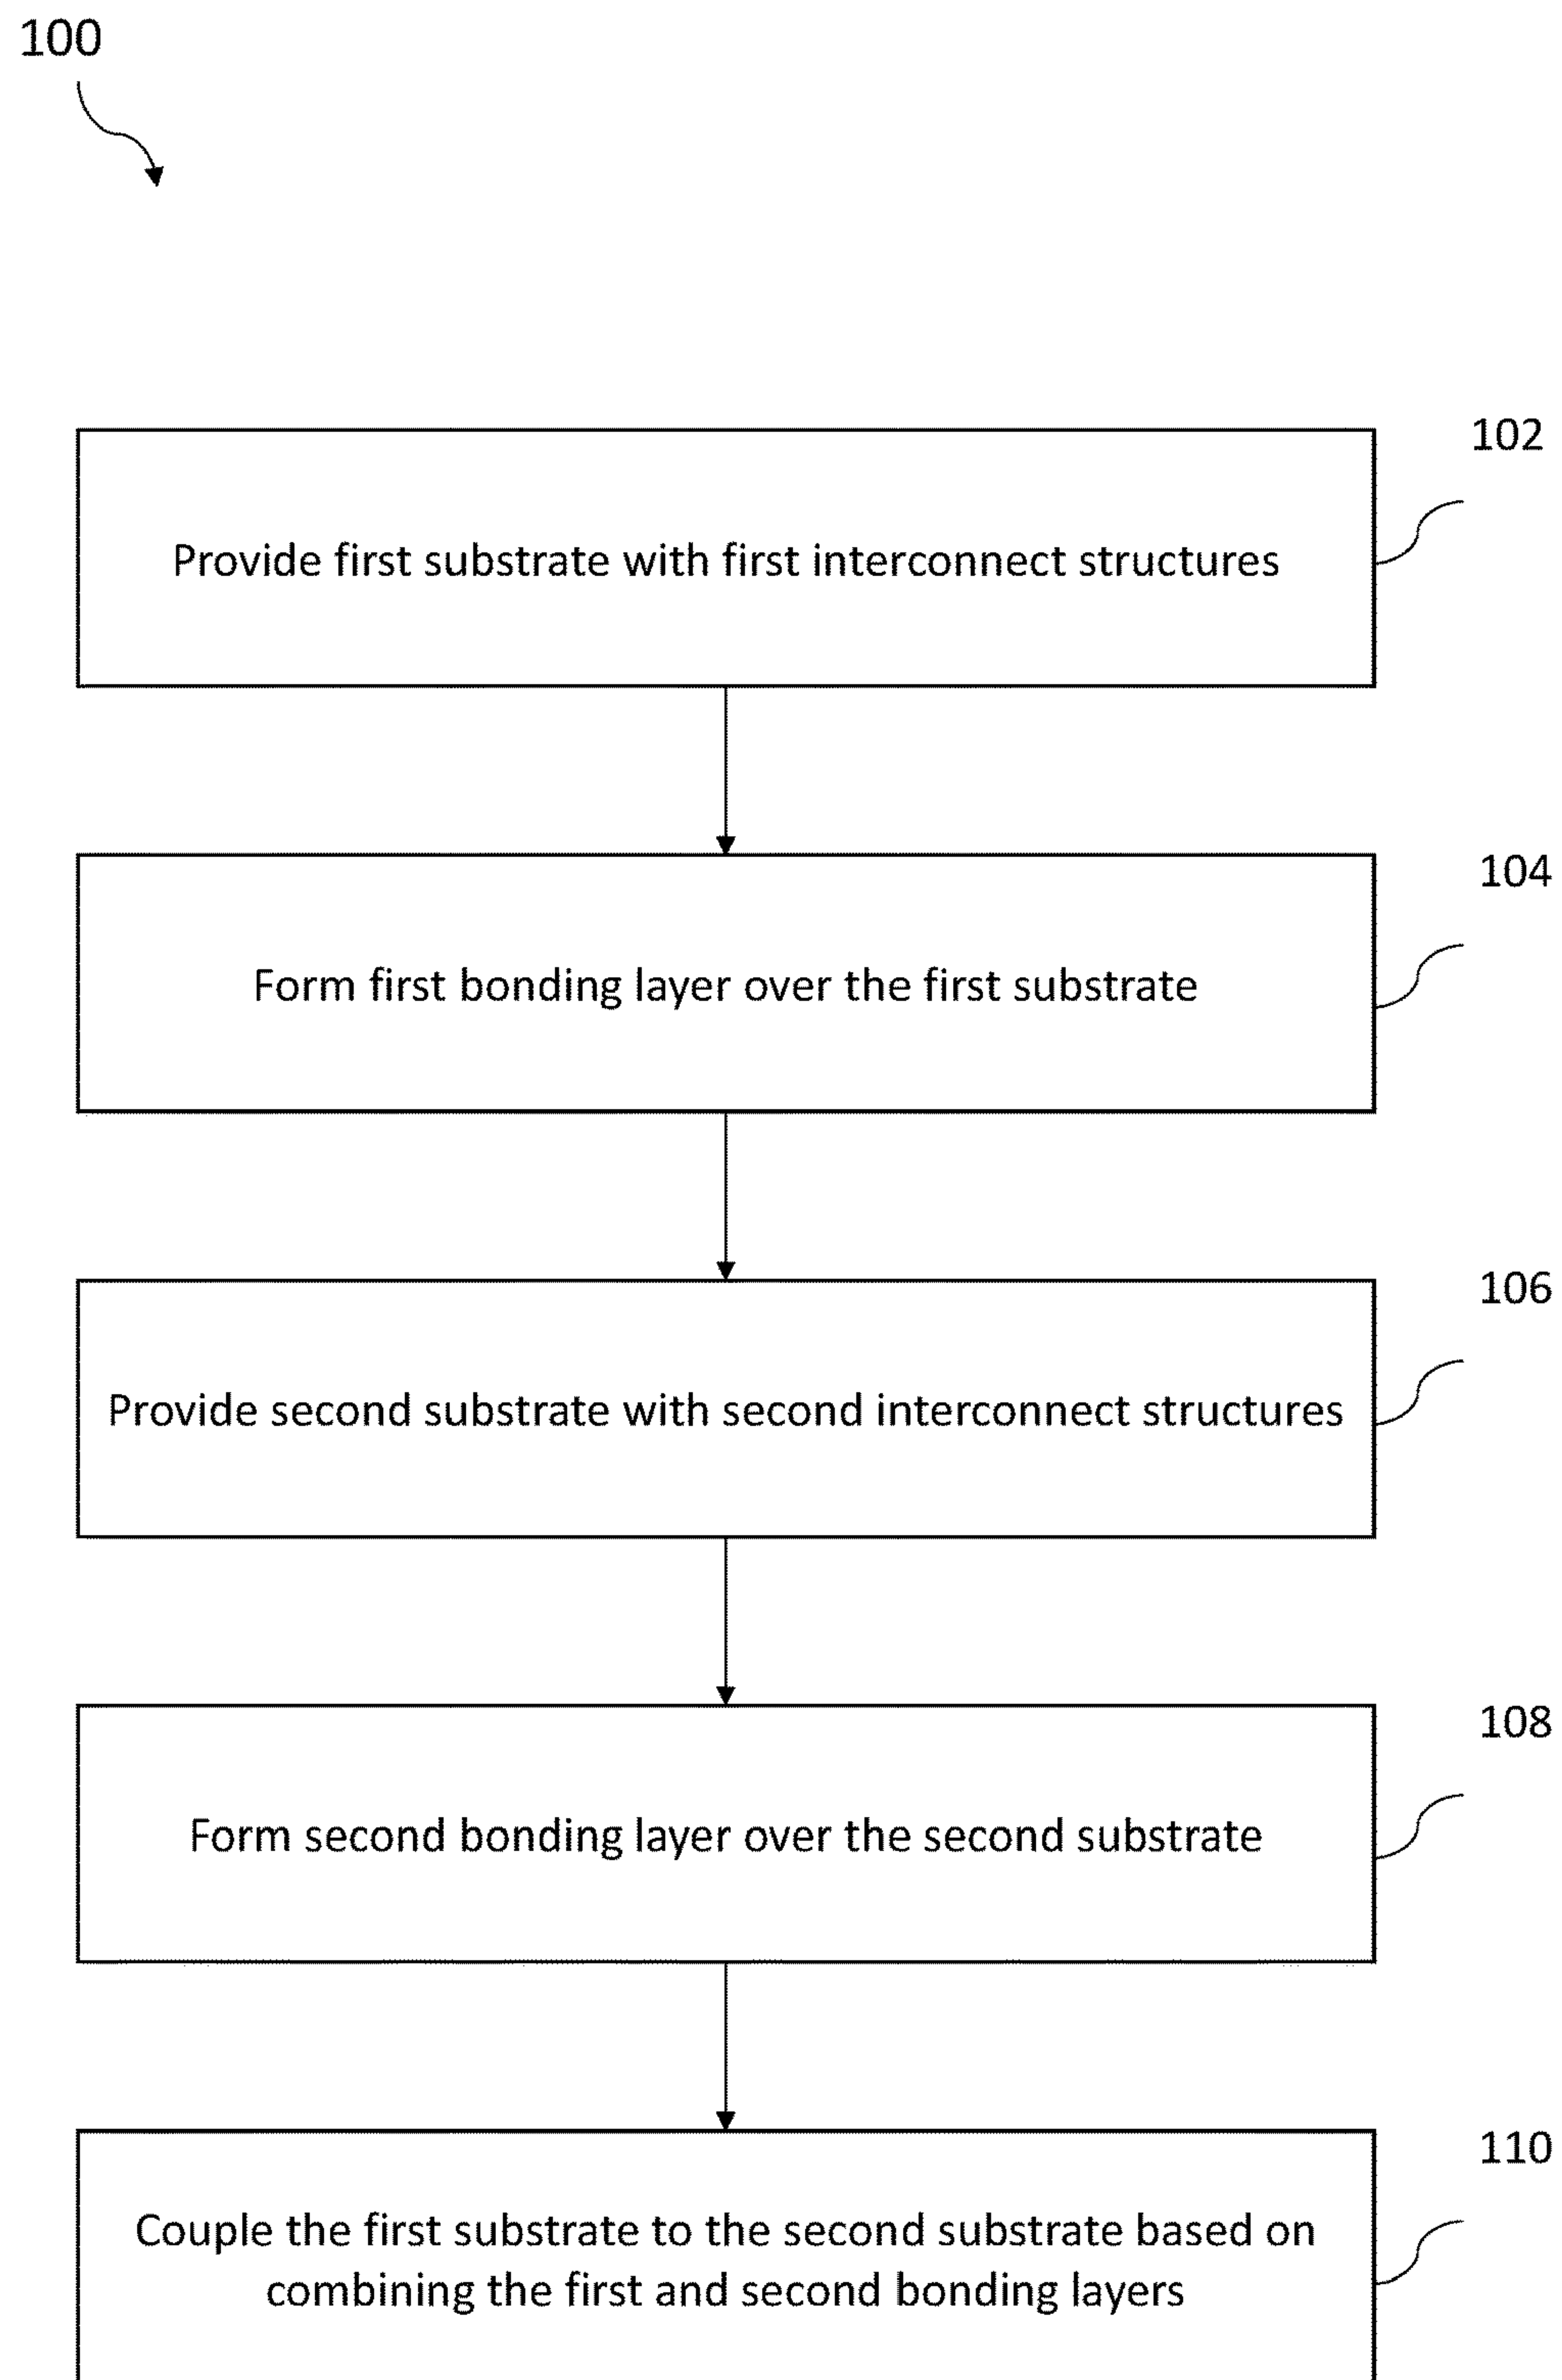 100
102
Provide first substrate with first interconnect structures
104
Form first bonding layer over the first substrate
106
Provide second substrate with second interconnect structures
108
Form second bonding layer over the second substrate
110
Couple the first substrate to the second substrate based on
combining the first and second bonding layers